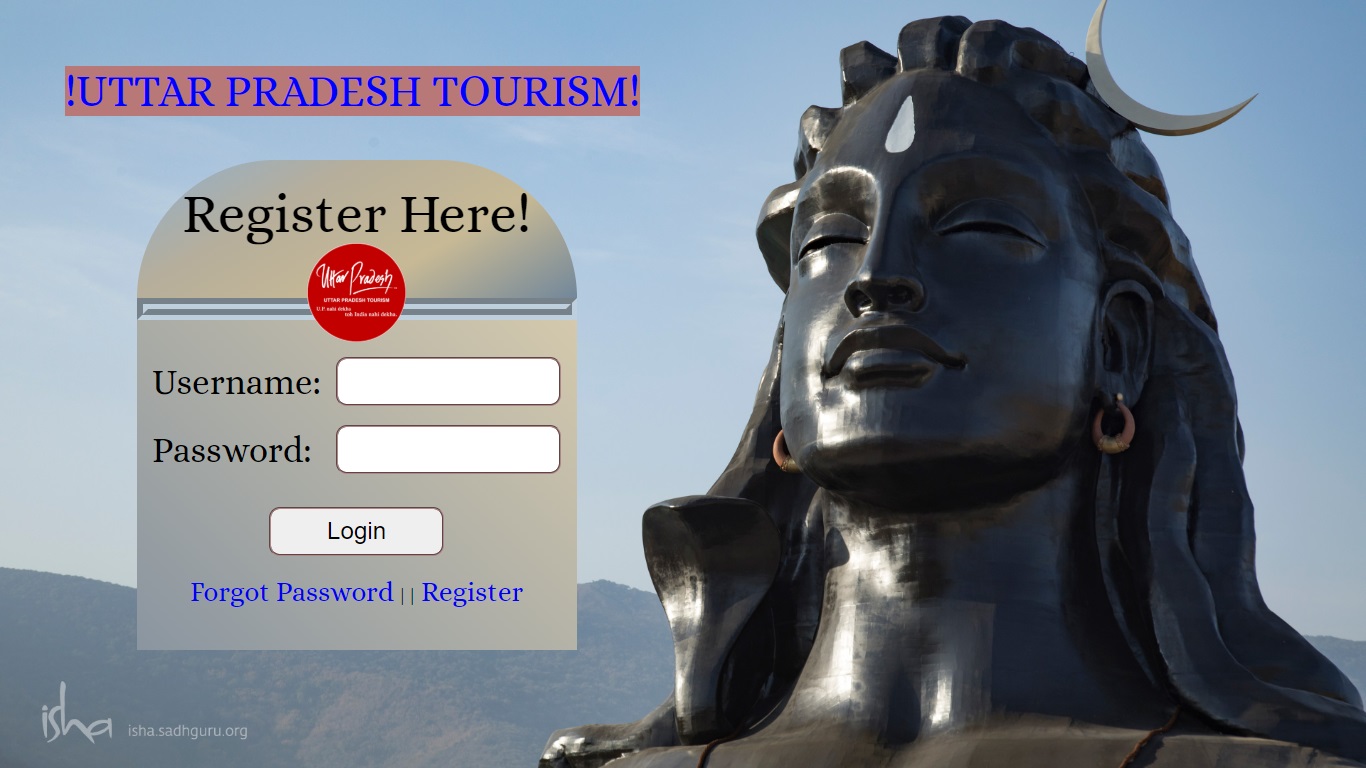 !UTTAR PRADESH TOURISM!
Register Here!
Uttar Pradesh
UTTAR PRADESH TOURISM
U.P. nahi dekha
toh India nahi dekha.
Username:
Password:
Login
Forgot Password || Register
isha isha.sadhguru.org